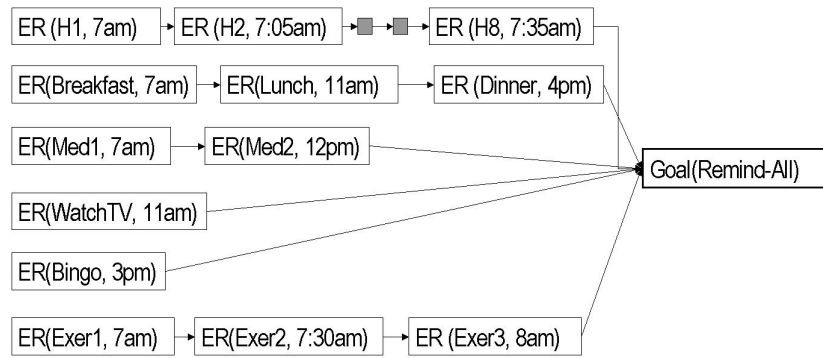 ER (H1, 7am)
ER (H2, 7:05am)
ER (H8, 7:35am)
ER(Breakfast, 7am)
ER(Lunch, 11am)
ER (Dinner, 4pm)
ER(Med1, 7am)
ER(Med2, 12pm)
Goal(Remind-All)
ER(WatchTV, 11am)
ER(Bingo, 3pm)
ER(Exer1, 7am)
ER(Exer2, 7:30am)
ER (Exer3, 8am)